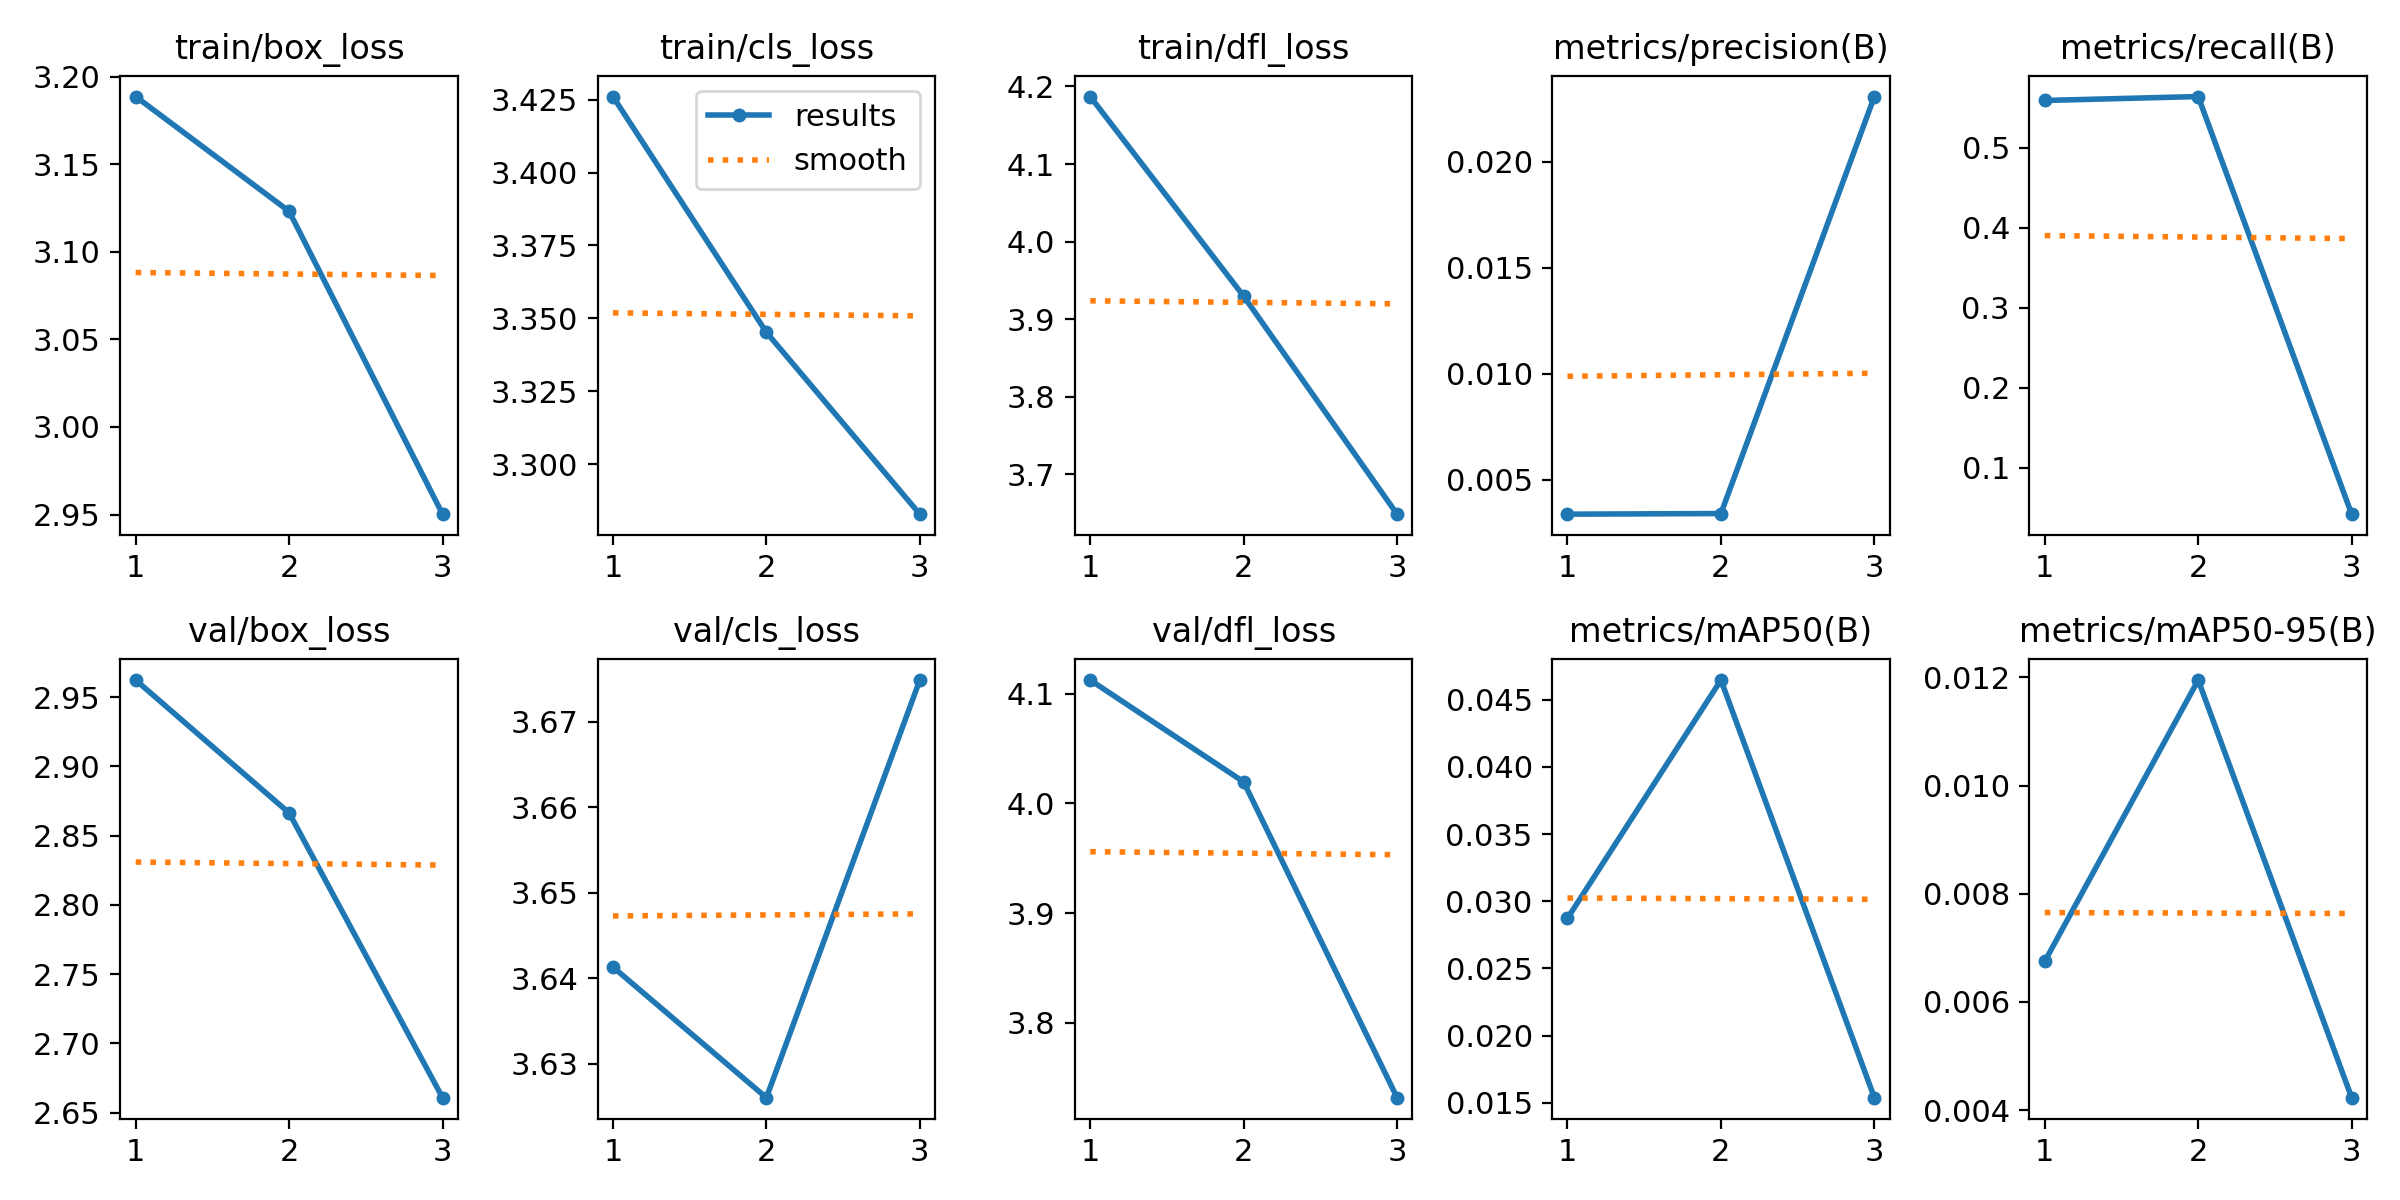 train/box_loss
3.20
3.15
3.10
3.05
3.00
2.95
1 2 3
train/cls_loss
3.425
3.400
3.375
3.350
3.325
3.300
results
smooth
1 2 3
train/dfl_loss
4.2
4.1
4.0
3.9
3.8
3.7
1 2 3
metrics/precision(B)
0.020
0.015
0.010
0.005
1 2 3
metrics/recall(B)
0.5
0.4
0.3
0.2
0.1
1 2 3
val/box_loss
2.95
2.90
2.85
2.80
2.75
2.70
2.65
1 2 3
val/cls_loss
3.67
3.66
3.65
3.64
3.63
1 2 3
val/dfl_loss
4.1
4.0
3.9
3.8
1 2 3
metrics/mAP50(B)
0.045
0.040
0.035
0.030
0.025
0.020
0.015
1 2 3
metrics/mAP50-95(B)
0.012
0.010
0.008
0.006
0.004
1 2 3